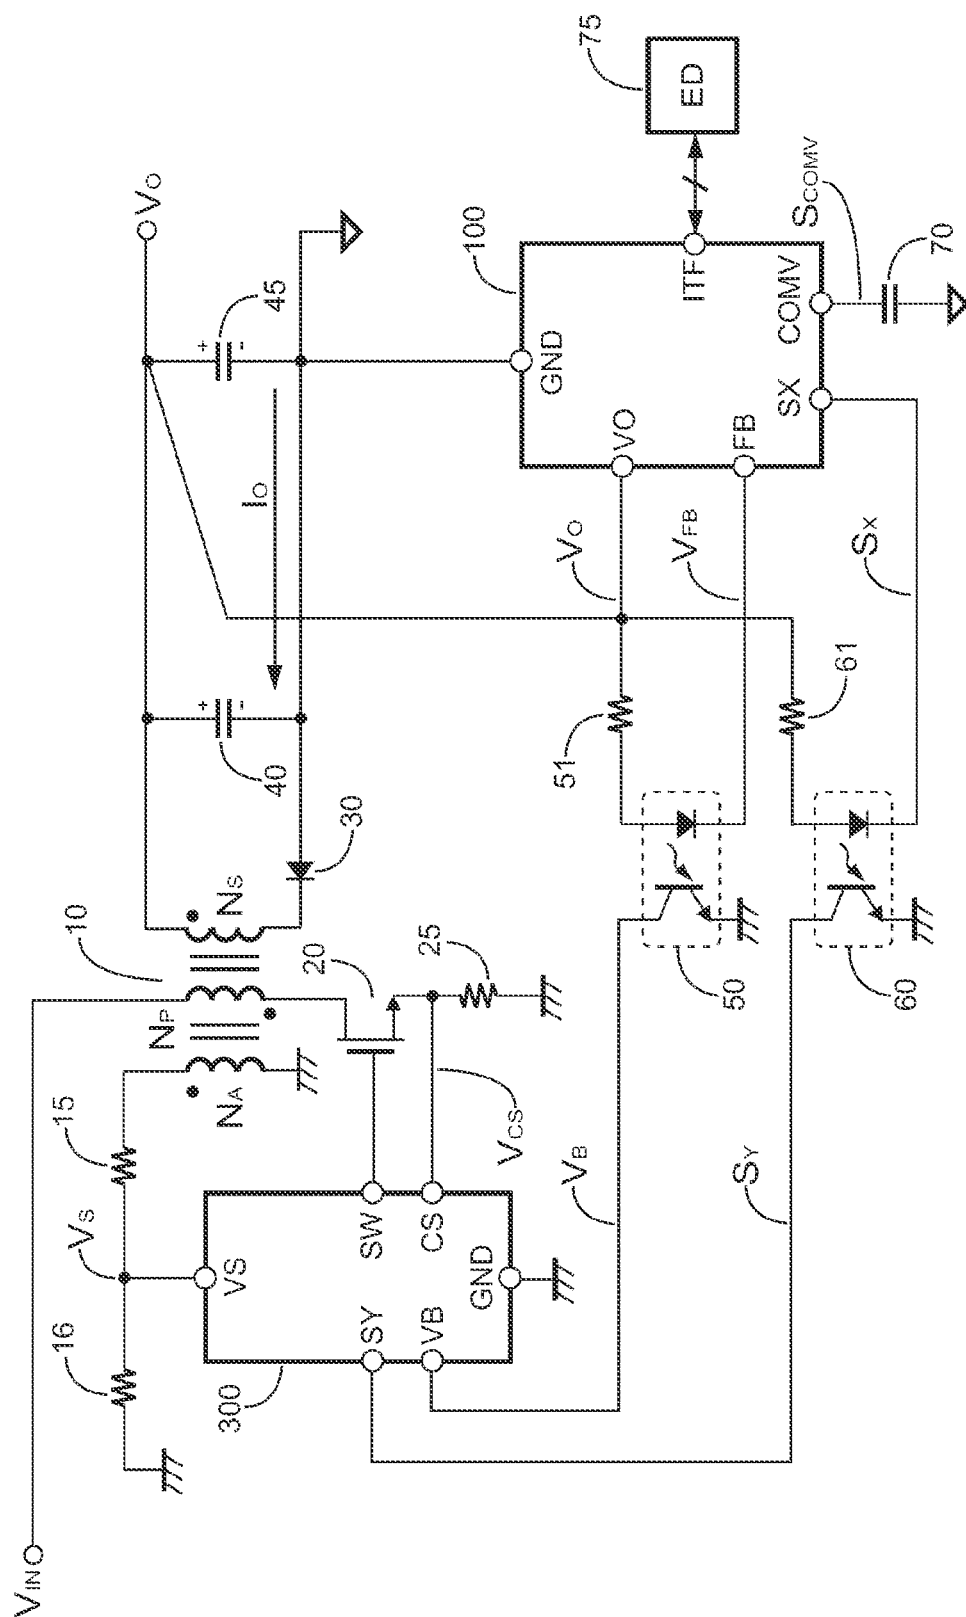 VIN
VS
16
15
10
NP
NA
NS
VO
40
45
IO
30
20
25
VCS
300
VS
SW
CS
SY
VB
GND
VB
SY
50
60
51
61
VO
VFB
SX
100
GND
VO
FB
SX
COMV
ITF
75
ED
SCOMV
70
+
-
+
-